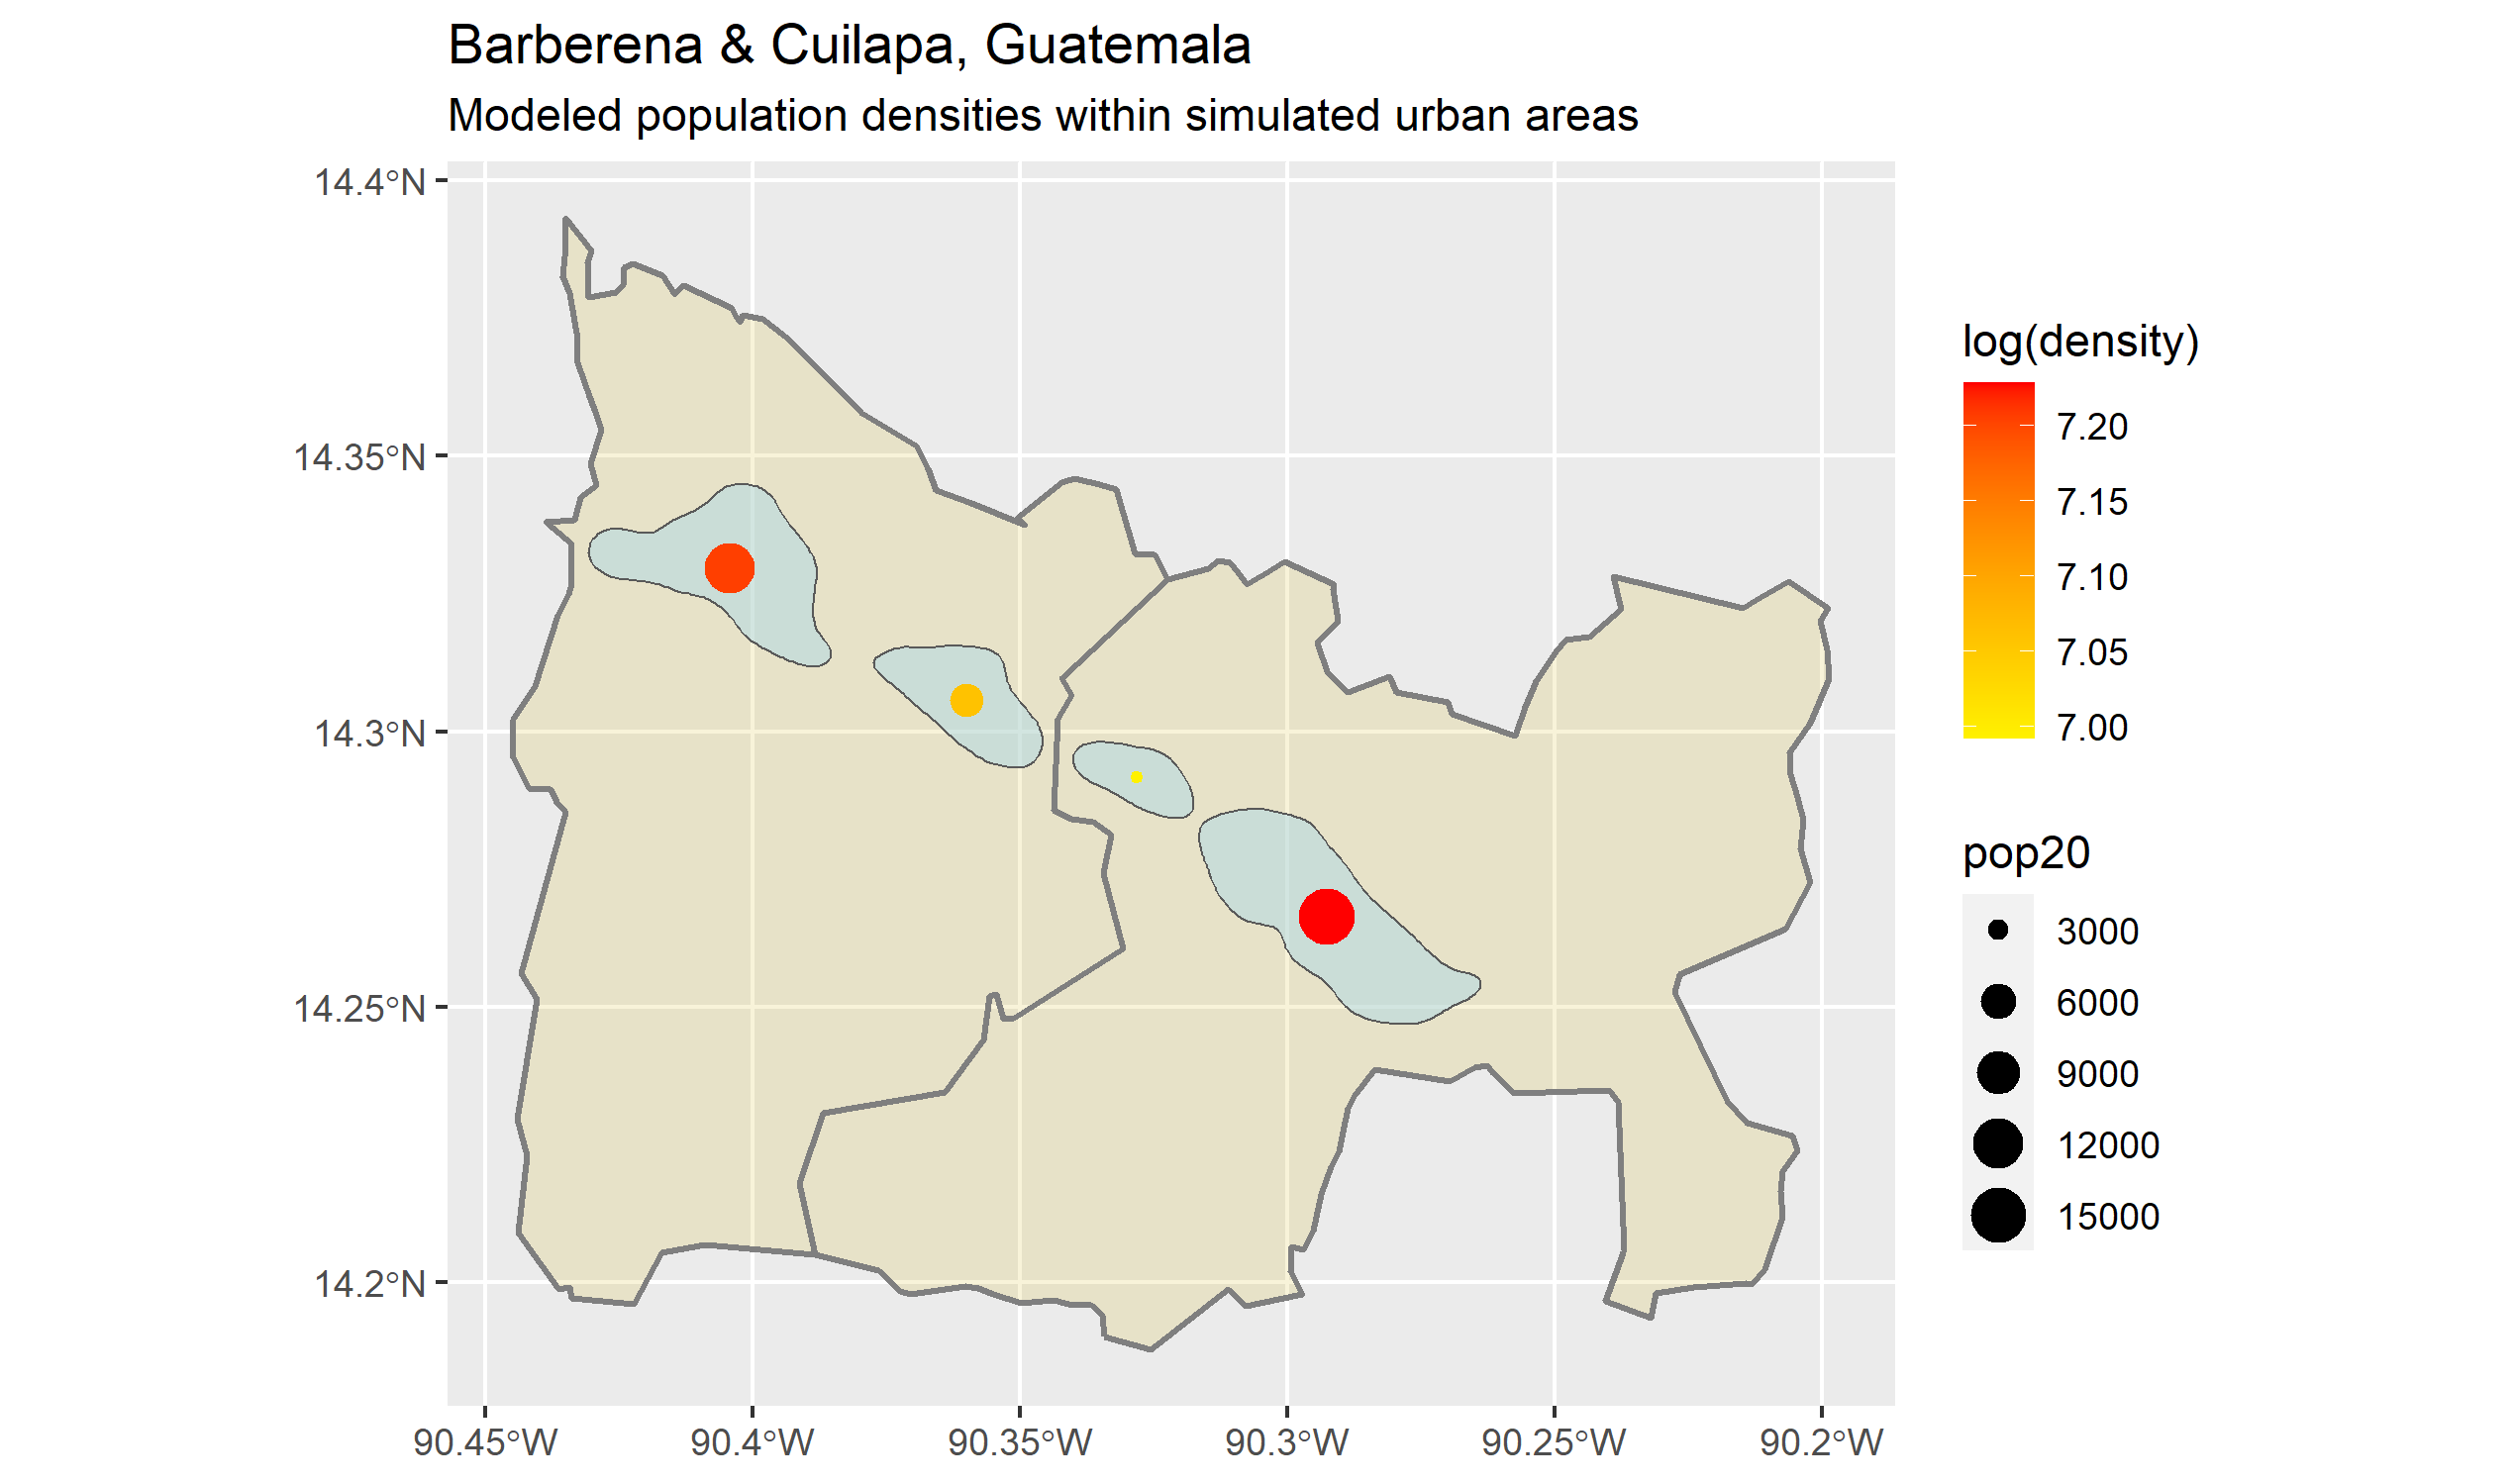 Barberena & Cuilapa, Guatemala
Modeled population densities within simulated urban areas
14.4°N
14.35°N
14.3°N
14.25°N
14.2°N
90.45°W
90.4°W
90.35°W
90.3°W
90.25°W
90.2°W
log(density)
7.20
7.15
7.10
7.05
7.00
pop20
3000
6000
9000
12000
15000